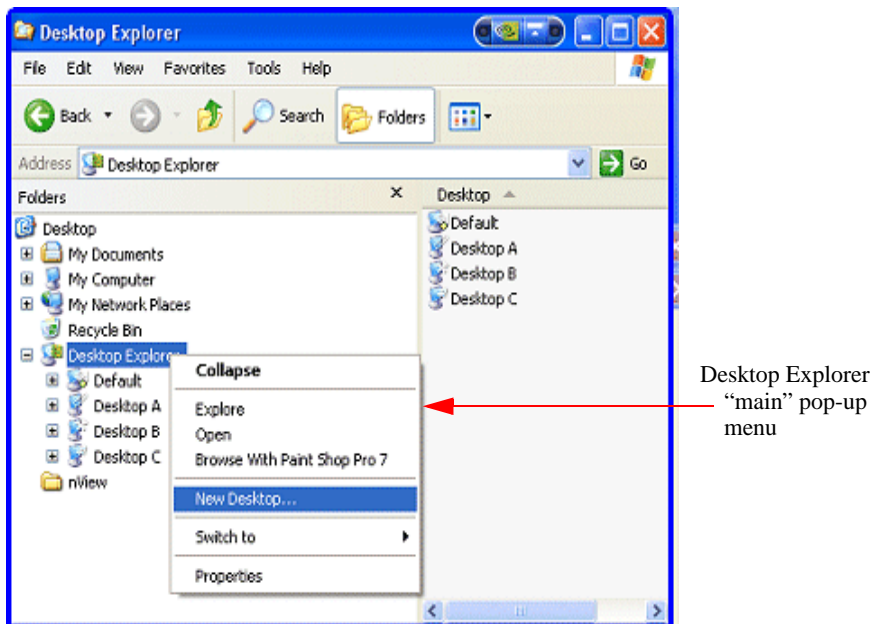 Desktop Explorer
File Edit View Favorites Tools Help
Back Search Folders
Address Desktop Explorer Go
Folders x Desktop
Desktop
My Documents
My Computer
My Network Places
Recycle Bin
Desktop Explorer
Default
Desktop A
Desktop B
Desktop C
nView
Default
Desktop A
Desktop B
Desktop C
Collapse
Explore
Open
Browse With Paint Shop Pro 7
New Desktop...
Switch to
Properties
Desktop Explorer
“main” pop-up
menu